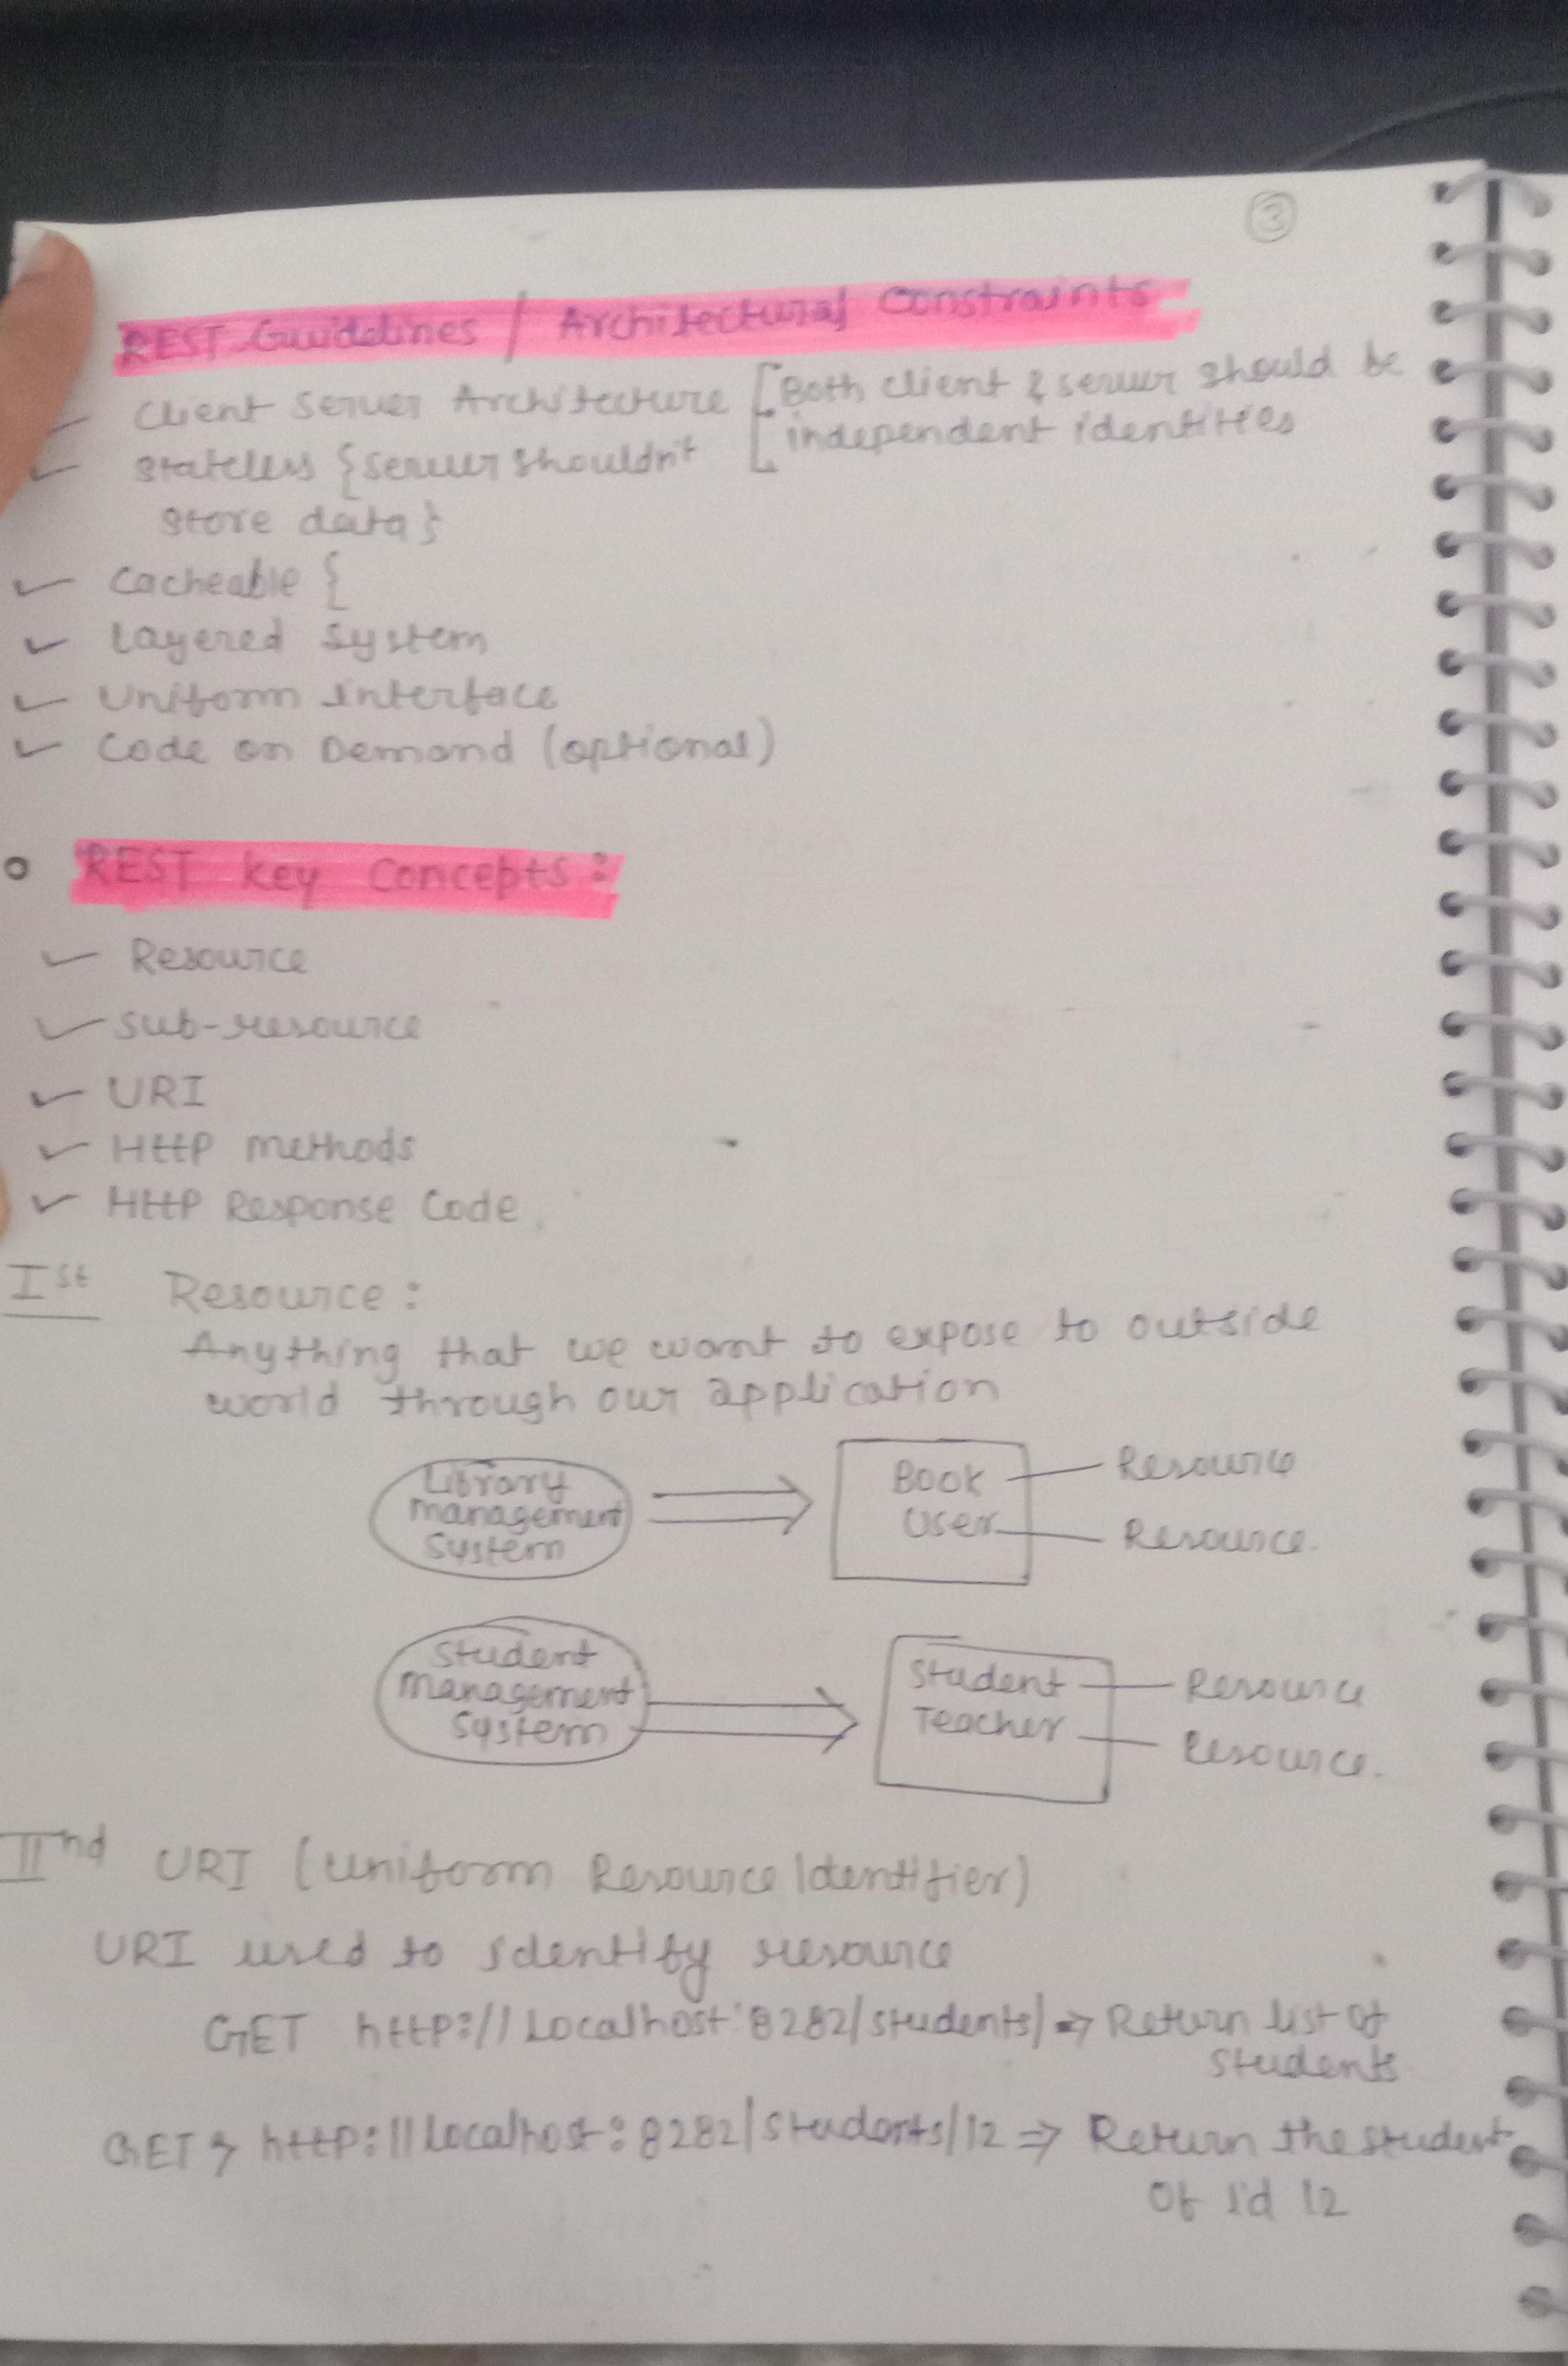 3
REST Guidelines / Architectural Constraints
✓ Client Server Architecture [Both client & server should be
independent identities
✓ Stateless {server shouldn't
store data}
✓ Cacheable {
✓ Layered System
✓ Uniform Interface
✓ Code on Demand (optional)
REST key Concepts:
✓ Resource
✓ Sub-resource
✓ URI
✓ Http methods
✓ Http Response Code.
Ist Resource:
Anything that we want to expose to outside
world through our application
Library
management
System
Book — Resource
User — Resource.
Student
Management
System
Student — Resource
Teacher — Resource.
IInd URI (Uniform Resource Identifier)
URI used to identify resource
GET http://Localhost:8282/students/ ⇒ Return list of
students
GET → http://localhost:8282/students/12 ⇒ Return the student
of Id 12